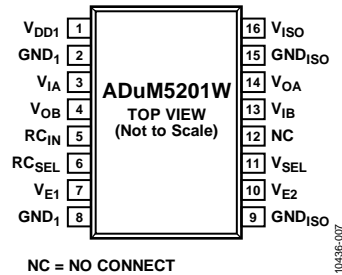 V_DD1 1
GND_1 2
V_IA 3
V_OB 4
RC_IN 5
RC_SEL 6
V_E1 7
GND_1 8
ADuM5201W
TOP VIEW
(Not to Scale)
16 V_ISO
15 GND_ISO
14 V_OA
13 V_IB
12 NC
11 V_SEL
10 V_E2
9 GND_ISO
NC = NO CONNECT
10436-007